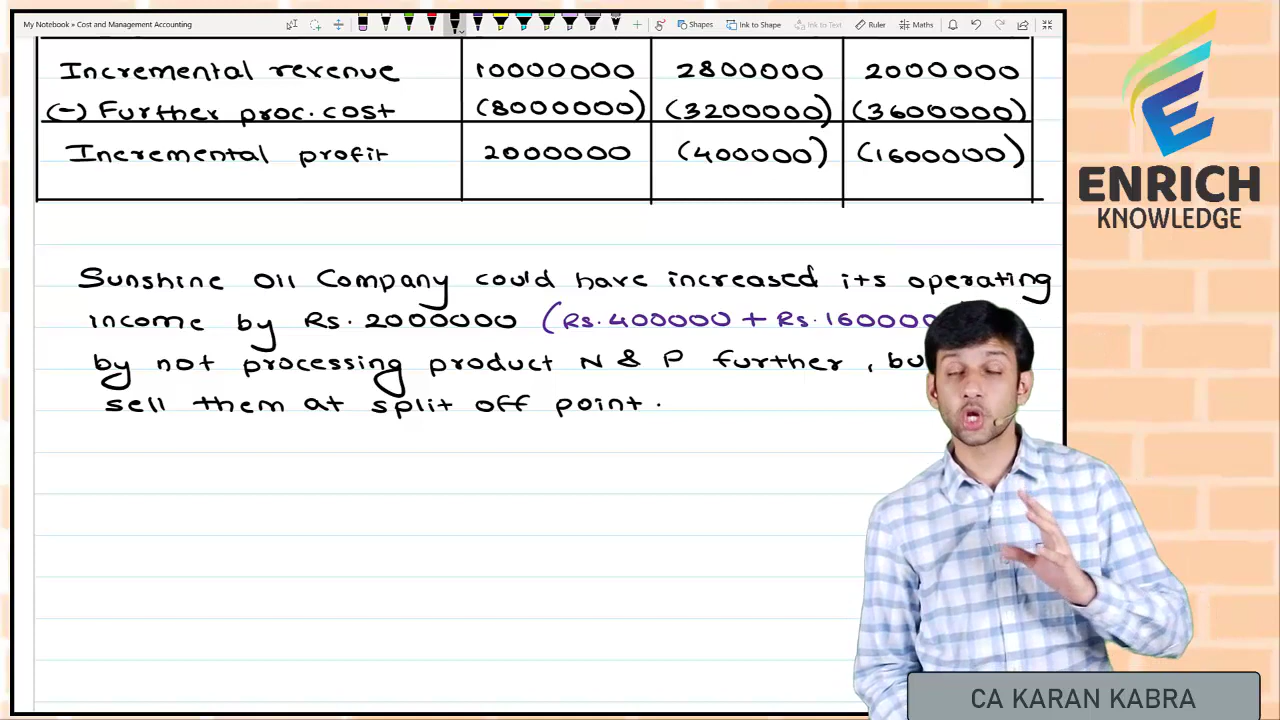 My Notebook » Cost and Management Accounting
Shapes Ink to Shape Ink to Text Ruler Maths
Incremental revenue 10000000 2800000 2000000
(-) Further proc. cost (8000000) (3200000) (3600000)
Incremental profit 2000000 (400000) (1600000)
Sunshine Oil Company could have increased its operating
income by Rs. 2000000 (Rs. 400000 + Rs.
by not processing product N & P further,
sell them at split off point.
ENRICH
KNOWLEDGE
CA KARAN KABRA